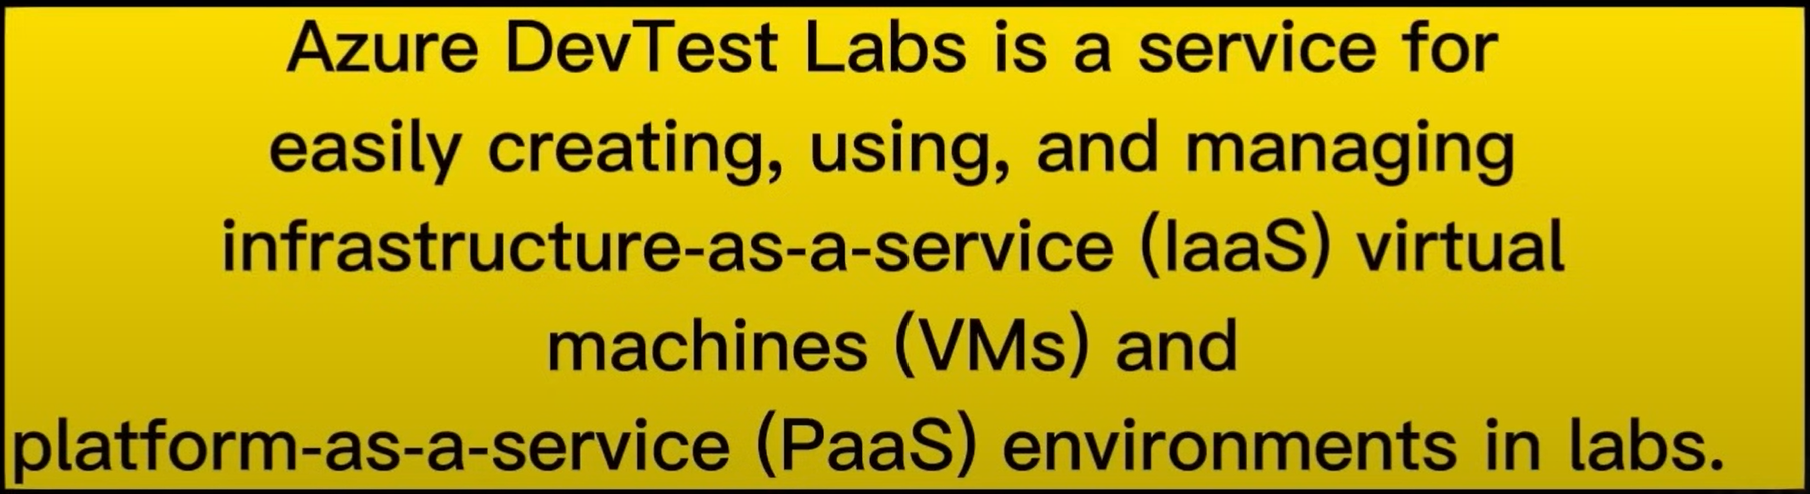 Azure DevTest Labs is a service for
easily creating, using, and managing
infrastructure-as-a-service (IaaS) virtual
machines (VMs) and
platform-as-a-service (PaaS) environments in labs.